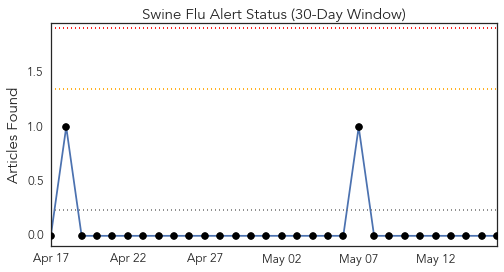 Swine Flu Alert Status (30-Day Window)
Articles Found
1.5
1.0
0.5
0.0
Apr 17 Apr 22 Apr 27 May 02 May 07 May 12